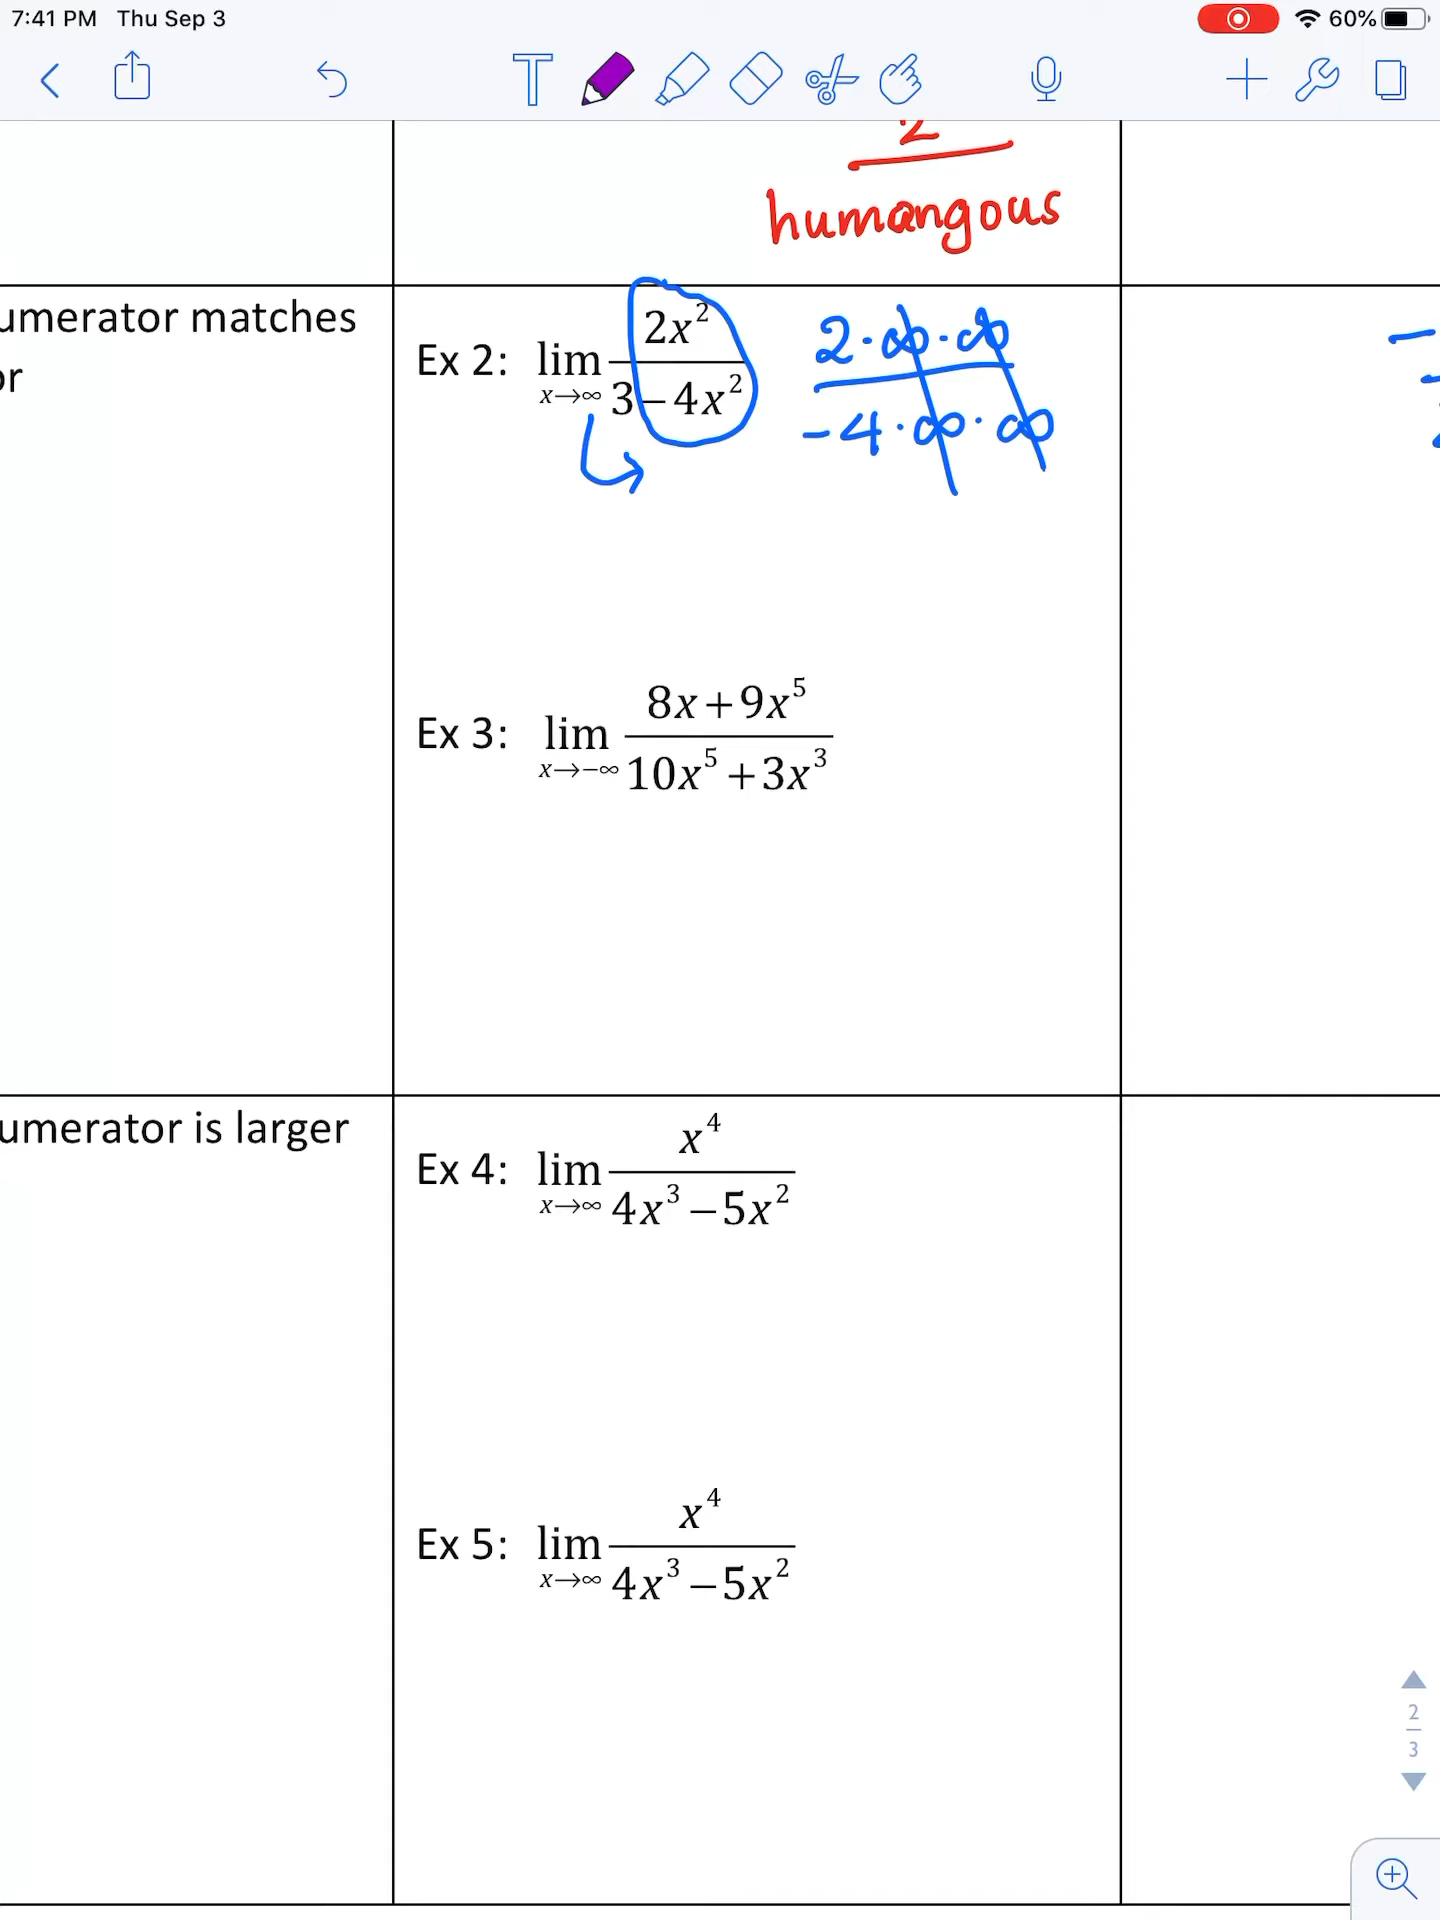 7:41 PM Thu Sep 3 60%
2
humangous
umerator matches
or
Ex 2: lim x→∞ 2x² / 3−4x²
2·∞·∞
-4·∞·∞
Ex 3: lim x→−∞ 8x+9x⁵ / 10x⁵+3x³
umerator is larger
Ex 4: lim x→∞ x⁴ / 4x³−5x²
Ex 5: lim x→∞ x⁴ / 4x³−5x²
2
3